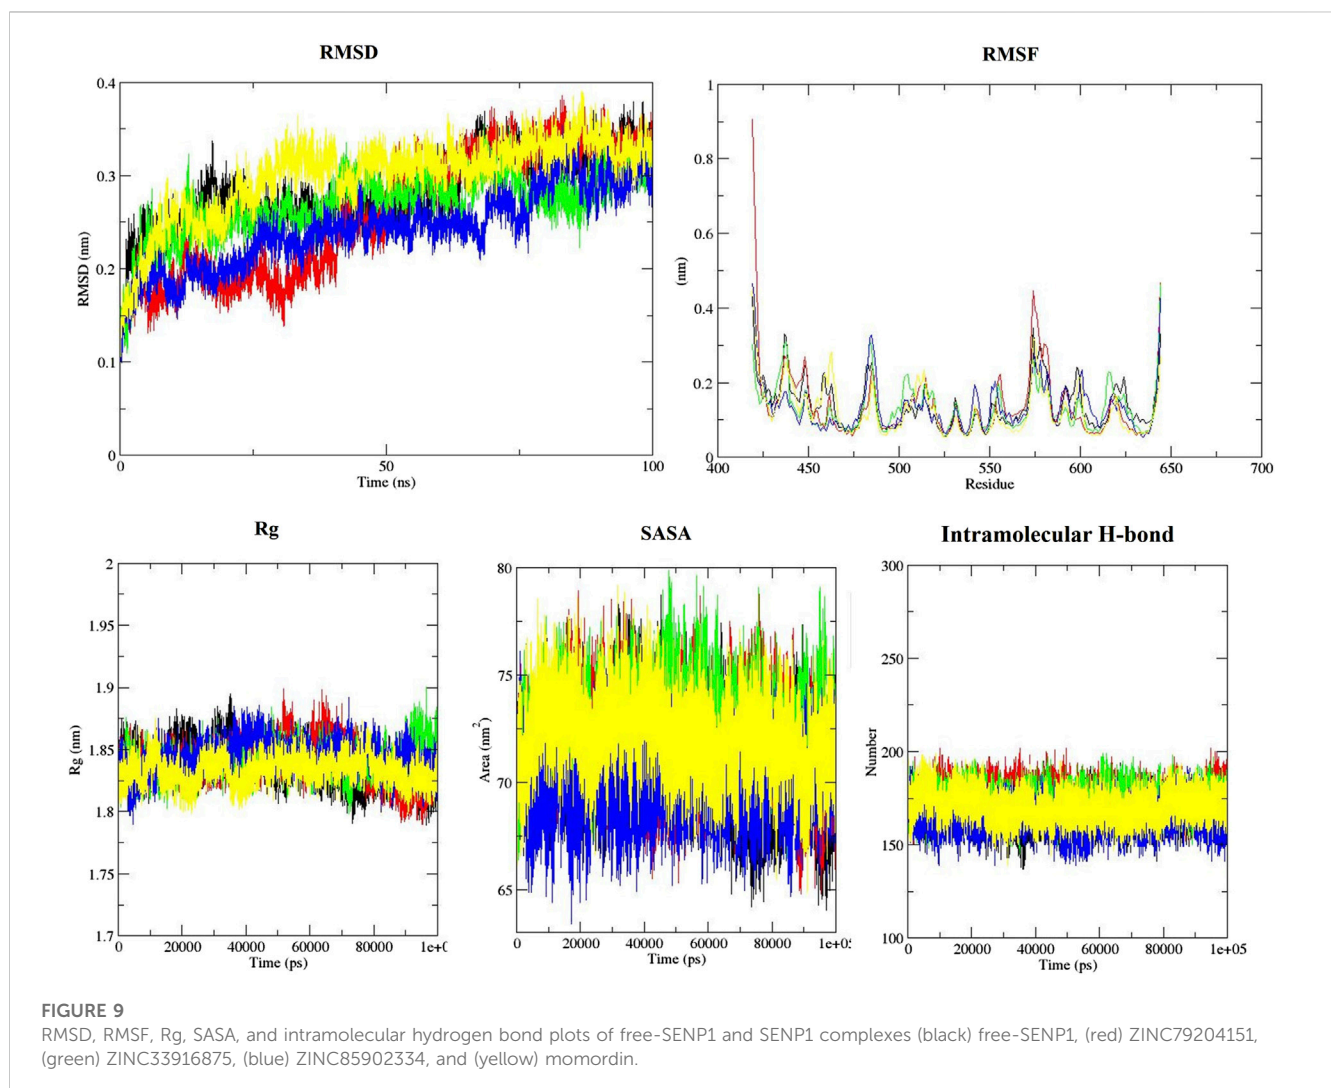 RMSD
RMSF
0.4
0.3
0.2
0.1
0
RMSD (nm)
0
50
100
Time (ns)
1
0.8
0.6
0.4
0.2
0
(nm)
400
450
500
550
600
650
700
Residue
Rg
SASA
Intramolecular H-bond
2
1.95
1.9
1.85
1.8
1.75
1.7
Rg (nm)
0
20000
40000
60000
80000
Time (ps)
80
75
70
65
Area (nm²)
0
20000
40000
60000
80000
1e+05
Time (ps)
300
250
200
150
100
Number
0
20000
40000
60000
80000
1e+05
Time (ps)
FIGURE 9
RMSD, RMSF, Rg, SASA, and intramolecular hydrogen bond plots of free-SENP1 and SENP1 complexes (black) free-SENP1, (red) ZINC79204151,
(green) ZINC33916875, (blue) ZINC85902334, and (yellow) momordin.